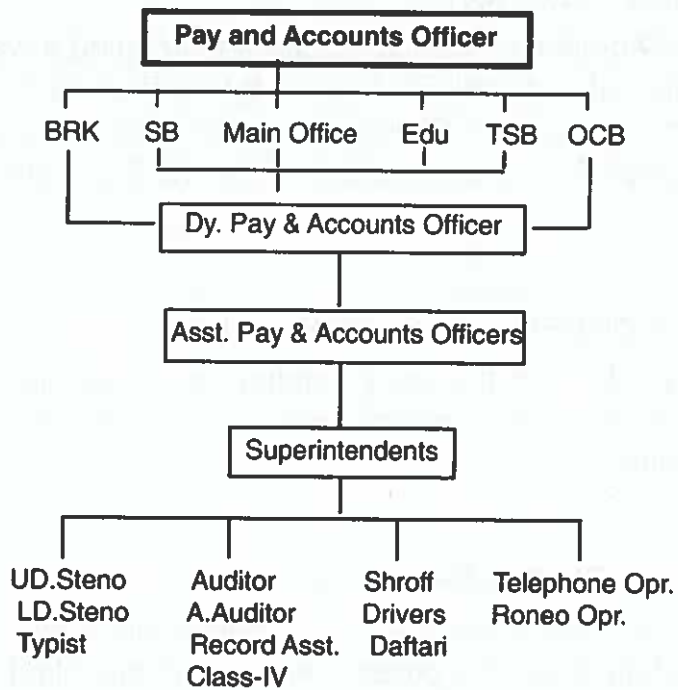 Pay and Accounts Officer
BRK SB Main Office Edu TSB OCB
Dy. Pay & Accounts Officer
Asst. Pay & Accounts Officers
Superintendents
UD.Steno Auditor Shroff Telephone Opr.
LD.Steno A.Auditor Drivers Roneo Opr.
Typist Record Asst. Daftari
Class-IV